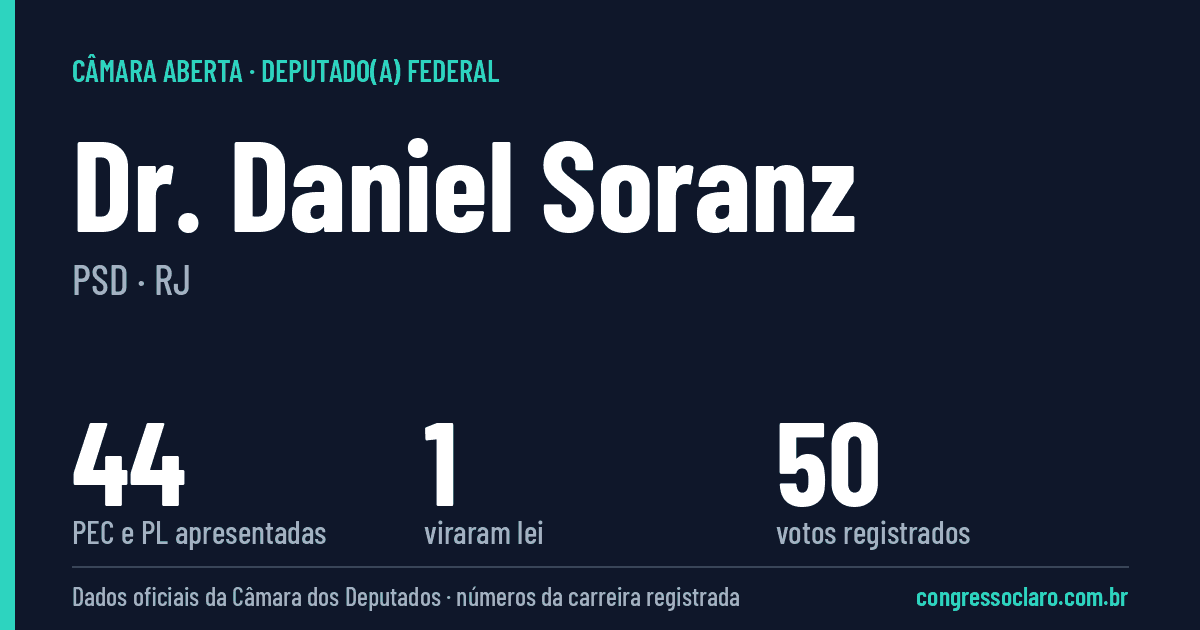 CÂMARA ABERTA · DEPUTADO(A) FEDERAL
Dr. Daniel Soranz
PSD · RJ
44 1 50
PEC e PL apresentadas viraram lei votos registrados
Dados oficiais da Câmara dos Deputados · números da carreira registrada congressoclaro.com.br